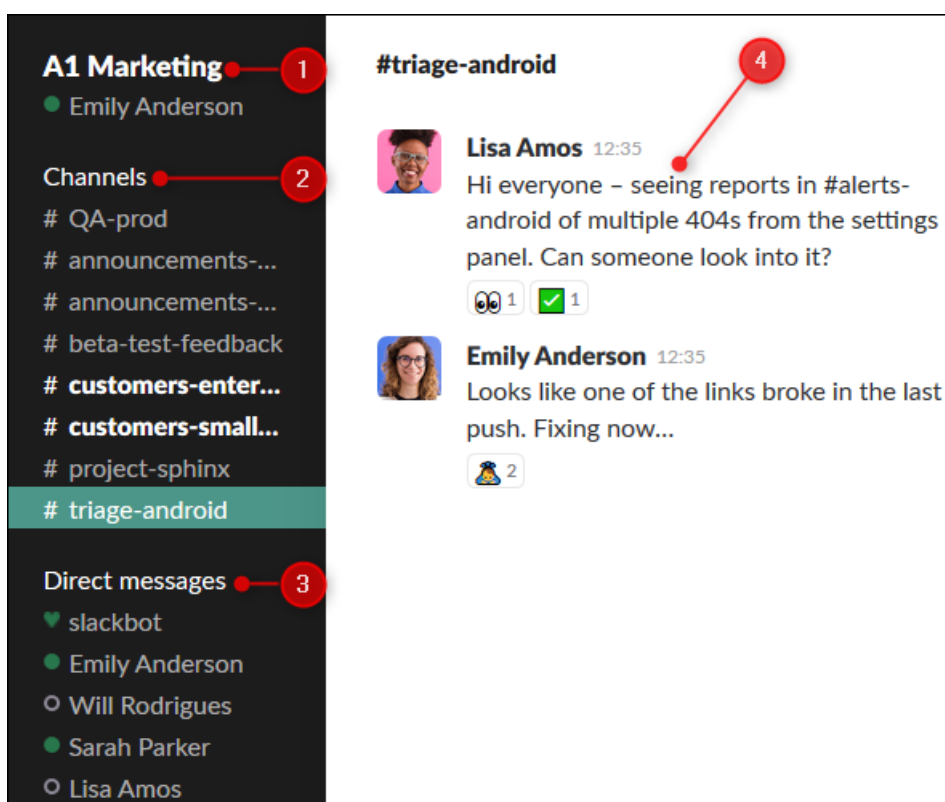 A1 Marketing
1
Emily Anderson
Channels
2
# QA-prod
# announcements-...
# announcements-...
# beta-test-feedback
# customers-enter...
# customers-small...
# project-sphinx
# triage-android
Direct messages
3
slackbot
Emily Anderson
Will Rodrigues
Sarah Parker
Lisa Amos
#triage-android
4
Lisa Amos 12:35
Hi everyone – seeing reports in #alerts-
android of multiple 404s from the settings
panel. Can someone look into it?
1 1
Emily Anderson 12:35
Looks like one of the links broke in the last
push. Fixing now...
2